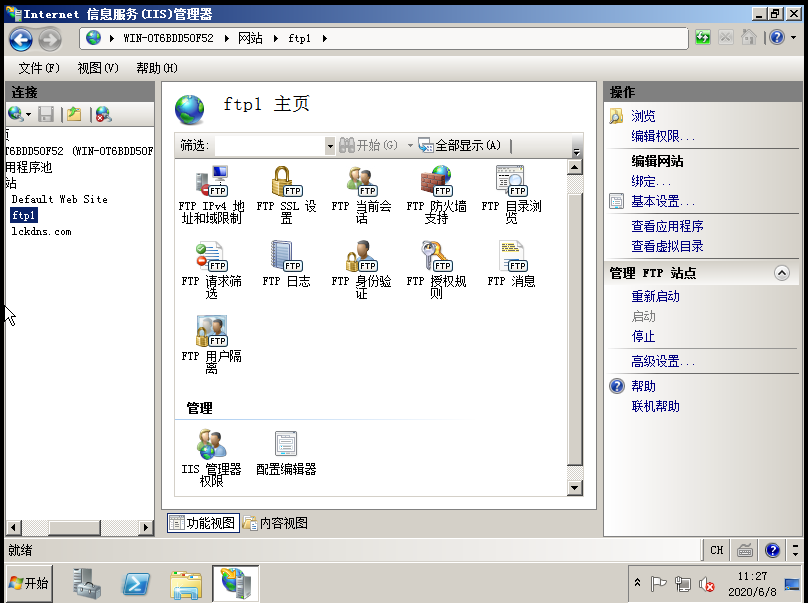 Internet 信息服务(IIS)管理器
WIN-0T6BDD5OF52 网站 ftp1
文件(F) 视图(V) 帮助(H)
连接
T6BDD5OF52 (WIN-0T6BDD5OF
用程序池
站
Default Web Site
ftp1
lckdns.com
ftp1 主页
筛选: 开始(G) 全部显示(A)
FTP IPv4 地址和域限制
FTP SSL 设置
FTP 当前会话
FTP 防火墙支持
FTP 目录浏览
FTP 请求筛选
FTP 日志
FTP 身份验证
FTP 授权规则
FTP 消息
FTP 用户隔离
管理
IIS 管理器权限
配置编辑器
功能视图 内容视图
操作
浏览
编辑权限...
编辑网站
绑定...
基本设置...
查看应用程序
查看虚拟目录
管理 FTP 站点
重新启动
启动
停止
高级设置...
帮助
联机帮助
就绪
CH
开始
11:27
2020/6/8